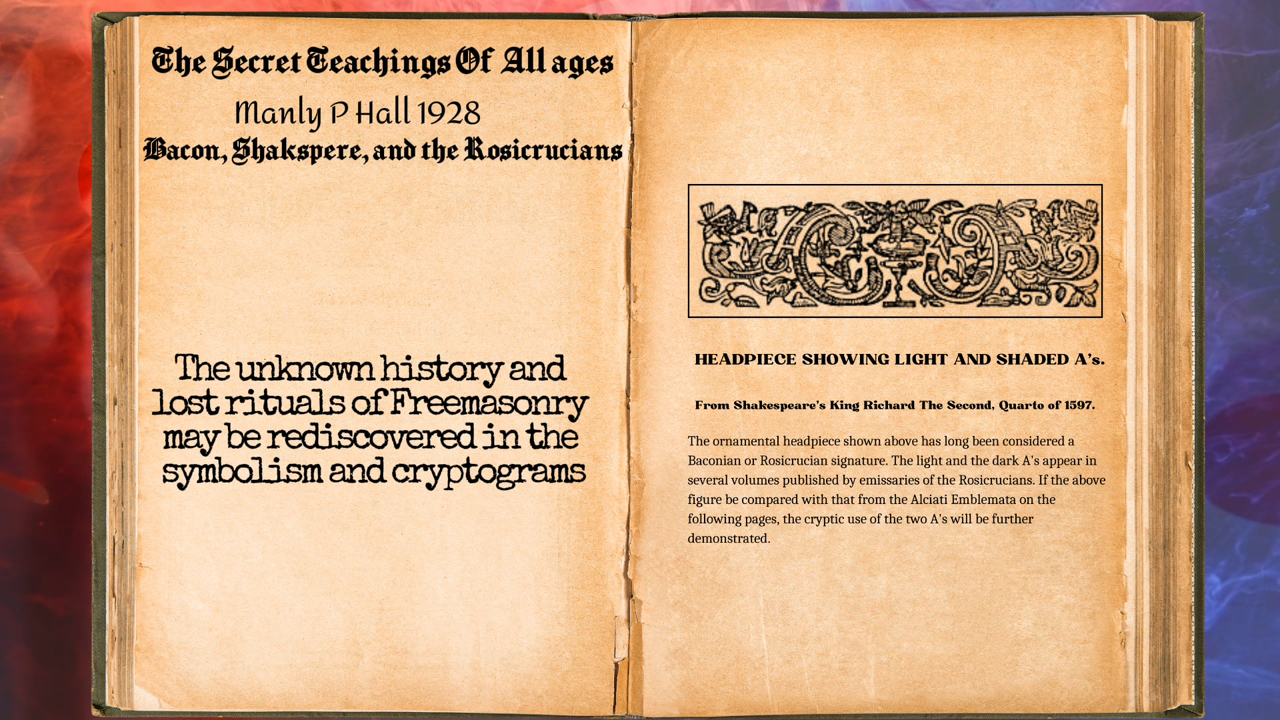 The Secret Teachings Of All ages
Manly P Hall 1928
Bacon, Shakspere, and the Rosicrucians
The unknown history and
lost rituals of Freemasonry
may be rediscovered in the
symbolism and cryptograms
HEADPIECE SHOWING LIGHT AND SHADED A's.
From Shakespeare's King Richard The Second, Quarto of 1597.
The ornamental headpiece shown above has long been considered a
Baconian or Rosicrucian signature. The light and the dark A's appear in
several volumes published by emissaries of the Rosicrucians. If the above
figure be compared with that from the Alciati Emblemata on the
following pages, the cryptic use of the two A's will be further
demonstrated.